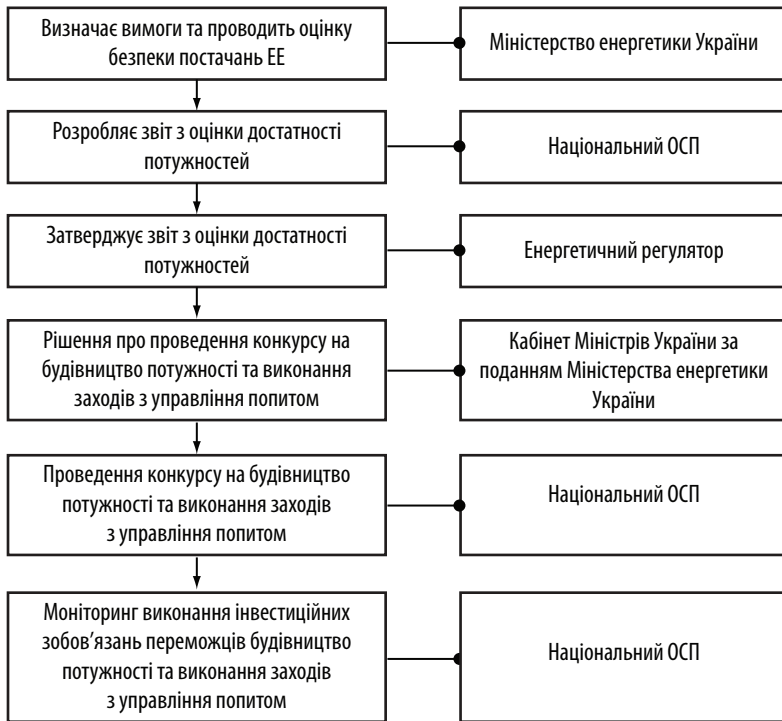 Визначає вимоги та проводить оцінку
безпеки постачань ЕЕ
Міністерство енергетики України
Розробляє звіт з оцінки достатності
потужностей
Національний ОСП
Затверджує звіт з оцінки достатності
потужностей
Енергетичний регулятор
Рішення про проведення конкурсу на
будівництво потужності та виконання
заходів з управління попитом
Кабінет Міністрів України за
поданням Міністерства енергетики
України
Проведення конкурсу на будівництво
потужності та виконання заходів
з управління попитом
Національний ОСП
Моніторинг виконання інвестиційних
зобов’язань переможців будівництво
потужності та виконання заходів
з управління попитом
Національний ОСП